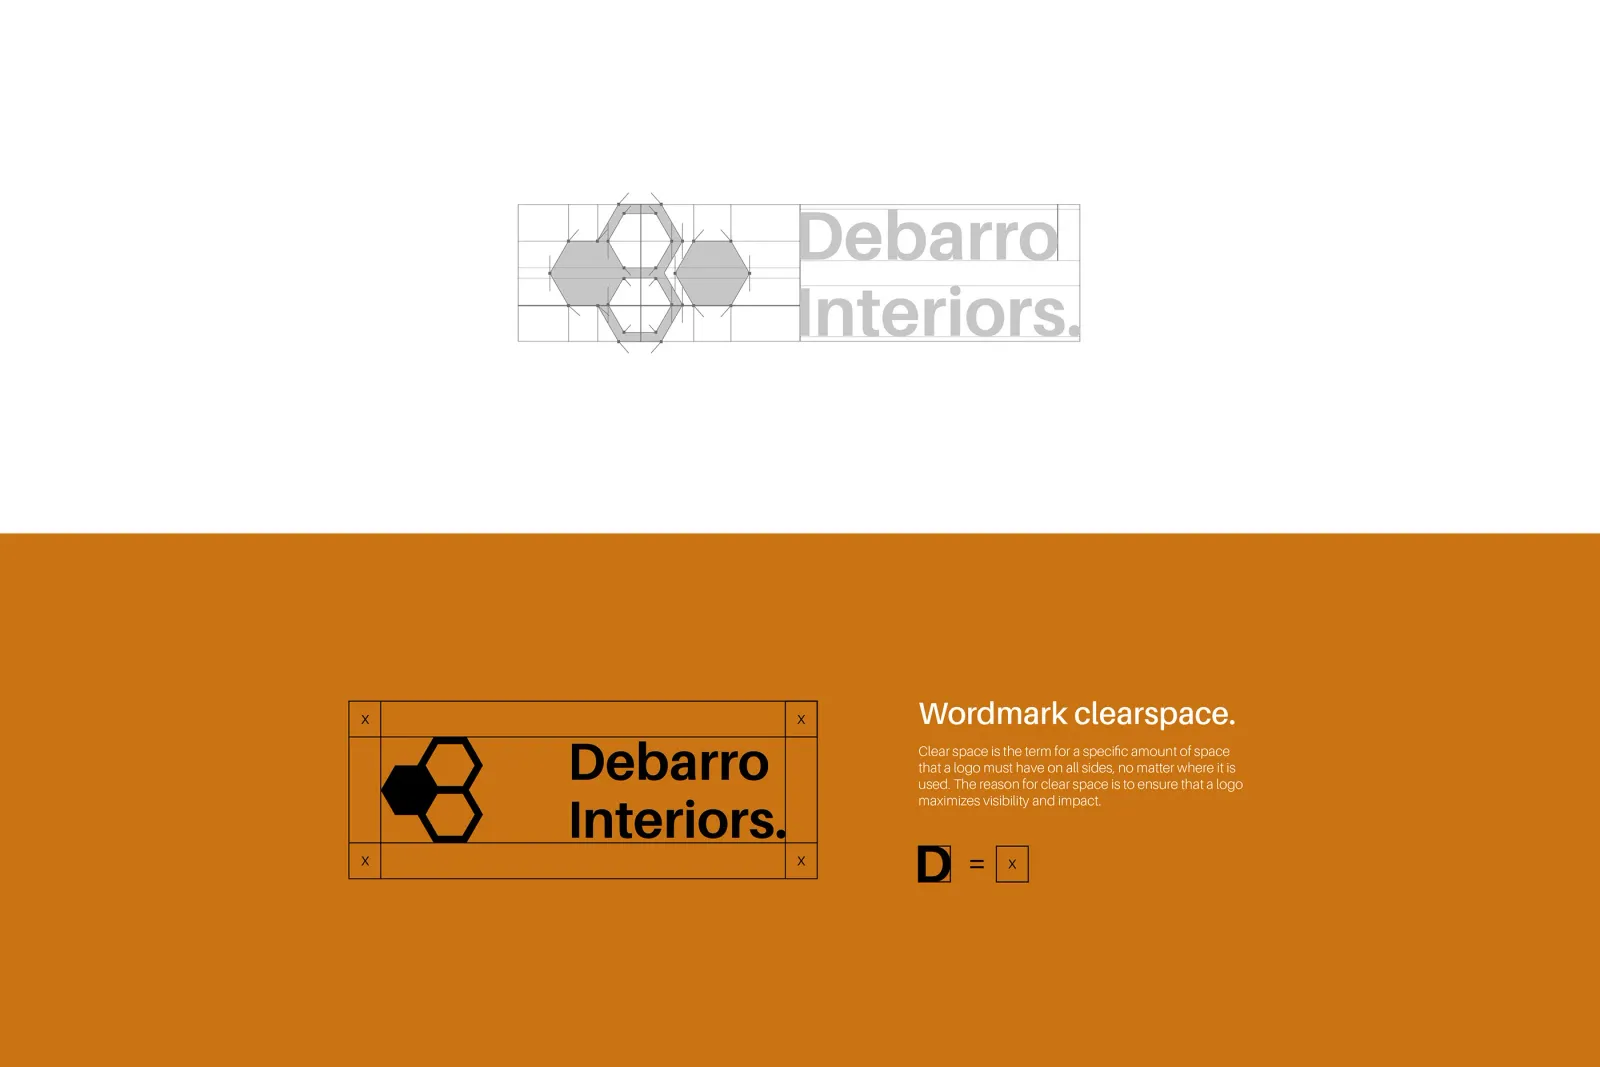 Debarro
Interiors.
x
x
Debarro
Interiors.
x
x
Wordmark clearspace.
Clear space is the term for a specific amount of space
that a logo must have on all sides, no matter where it is
used. The reason for clear space is to ensure that a logo
maximizes visibility and impact.
D = x